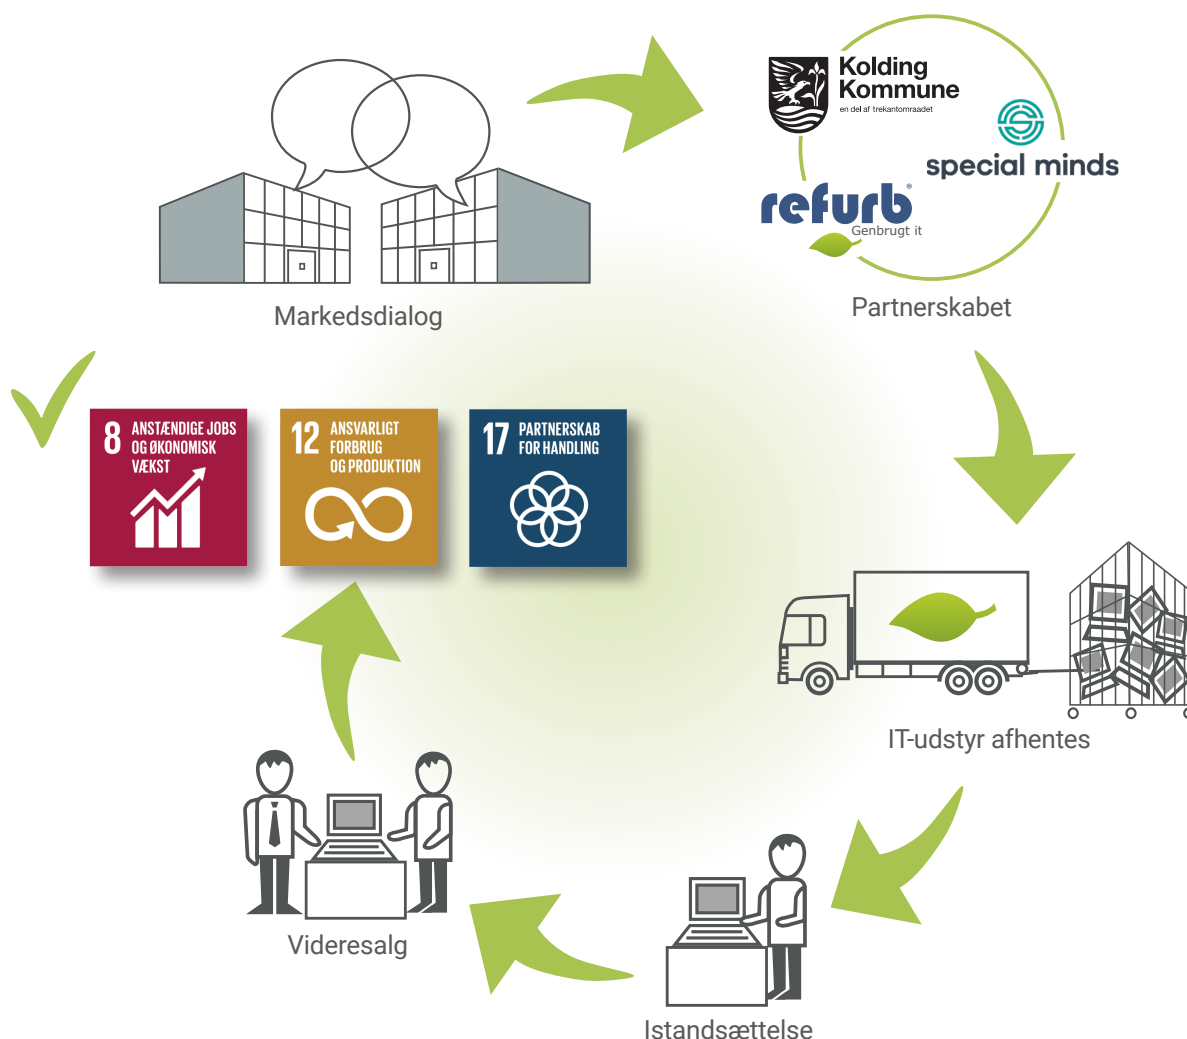 Kolding
Kommune
en del af trekantomraadet
special minds
refurb®
Genbrugt it
Markedsdialog
Partnerskabet
8 ANSTÆNDIGE JOBS
OG ØKONOMISK
VÆKST
12 ANSVARLIGT
FORBRUG
OG PRODUKTION
17 PARTNERSKAB
FOR HANDLING
IT-udstyr afhentes
Videresalg
Istandsættelse